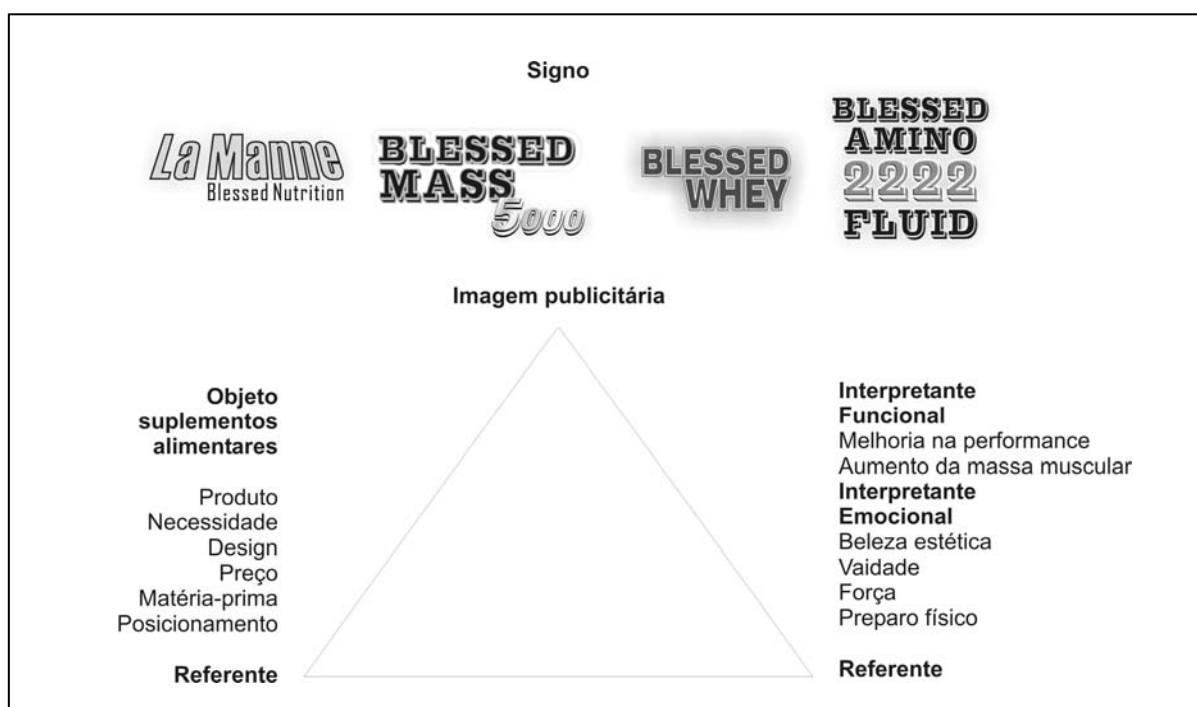 Signo
La Manne
Blessed Nutrition
BLESSED
MASS
5000
BLESSED
WHEY
BLESSED
AMINO
2222
FLUID
Imagem publicitária
Objeto
suplementos
alimentares
Produto
Necessidade
Design
Preço
Matéria-prima
Posicionamento
Referente
Interpretante
Funcional
Melhoria na performance
Aumento da massa muscular
Interpretante
Emocional
Beleza estética
Vaidade
Força
Preparo físico
Referente